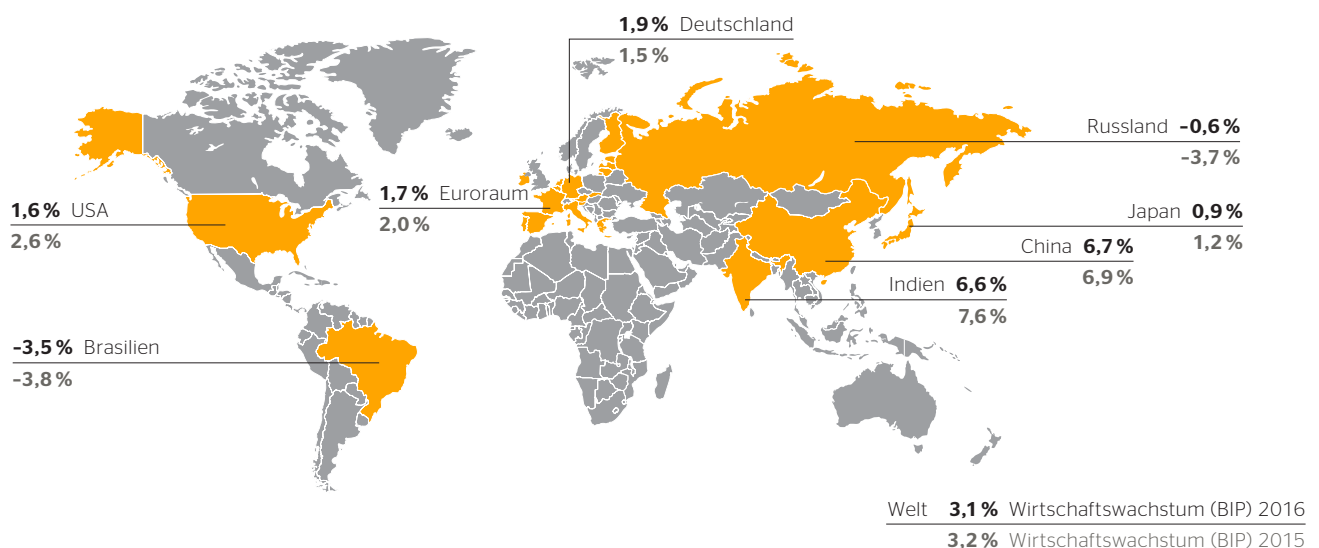 1,9 % Deutschland
1,5 %
Russland -0,6 %
-3,7 %
1,7 % Euroraum
2,0 %
1,6 % USA
2,6 %
Japan 0,9 %
1,2 %
China 6,7 %
6,9 %
Indien 6,6 %
7,6 %
-3,5 % Brasilien
-3,8 %
Welt 3,1 % Wirtschaftswachstum (BIP) 2016
3,2 % Wirtschaftswachstum (BIP) 2015